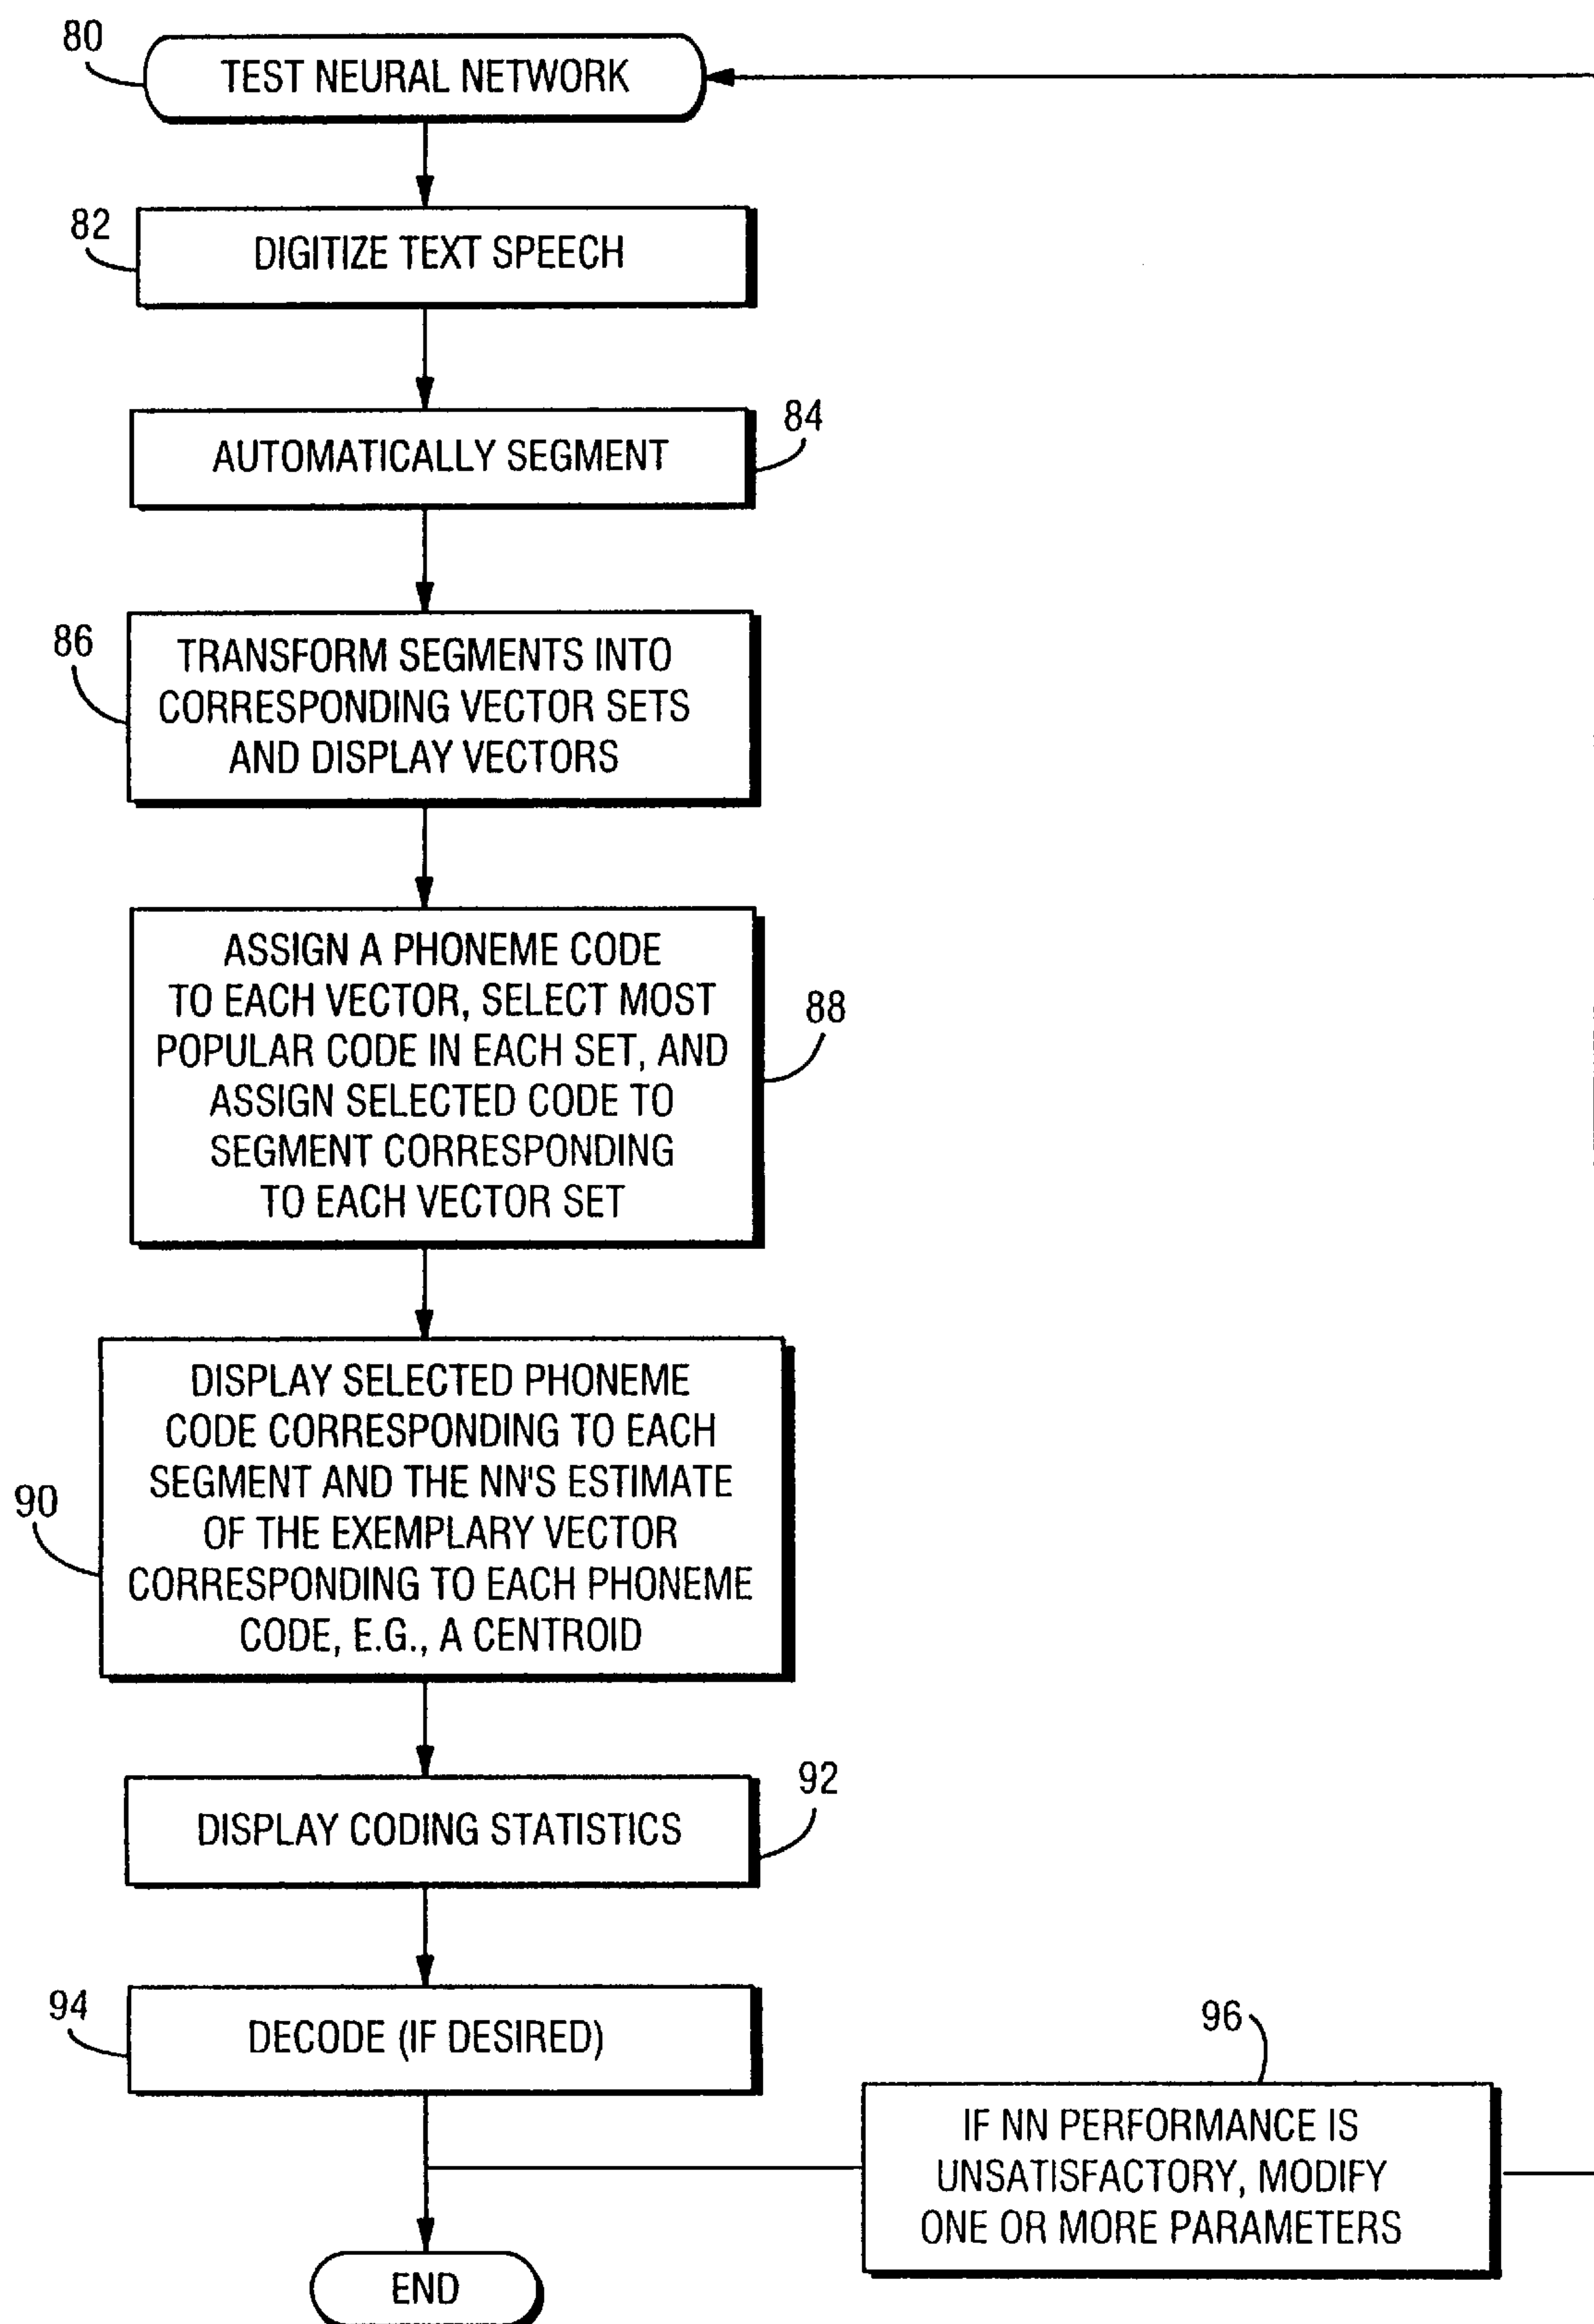 80
TEST NEURAL NETWORK
82
DIGITIZE TEXT SPEECH
84
AUTOMATICALLY SEGMENT
86
TRANSFORM SEGMENTS INTO
CORRESPONDING VECTOR SETS
AND DISPLAY VECTORS
88
ASSIGN A PHONEME CODE
TO EACH VECTOR, SELECT MOST
POPULAR CODE IN EACH SET, AND
ASSIGN SELECTED CODE TO
SEGMENT CORRESPONDING
TO EACH VECTOR SET
90
DISPLAY SELECTED PHONEME
CODE CORRESPONDING TO EACH
SEGMENT AND THE NN'S ESTIMATE
OF THE EXEMPLARY VECTOR
CORRESPONDING TO EACH PHONEME
CODE, E.G., A CENTROID
92
DISPLAY CODING STATISTICS
94
DECODE (IF DESIRED)
96
IF NN PERFORMANCE IS
UNSATISFACTORY, MODIFY
ONE OR MORE PARAMETERS
END